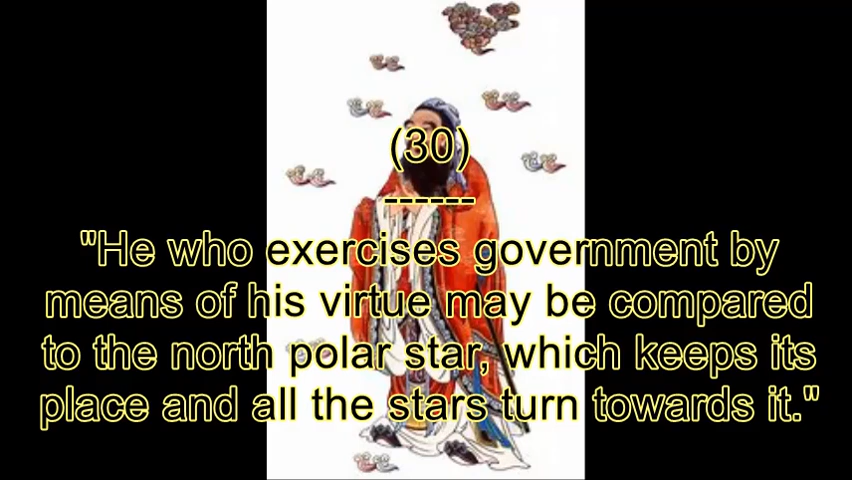 (30)
------
"He who exercises government by
means of his virtue may be compared
to the north polar star, which keeps its
place and all the stars turn towards it."